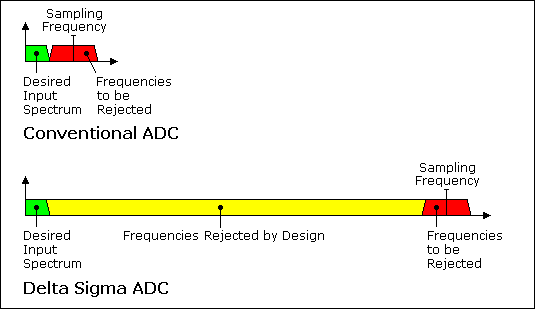 Sampling
Frequency
Desired
Input
Spectrum
Frequencies
to be
Rejected
Conventional ADC
Sampling
Frequency
Desired
Input
Spectrum
Frequencies Rejected by Design
Frequencies
to be
Rejected
Delta Sigma ADC